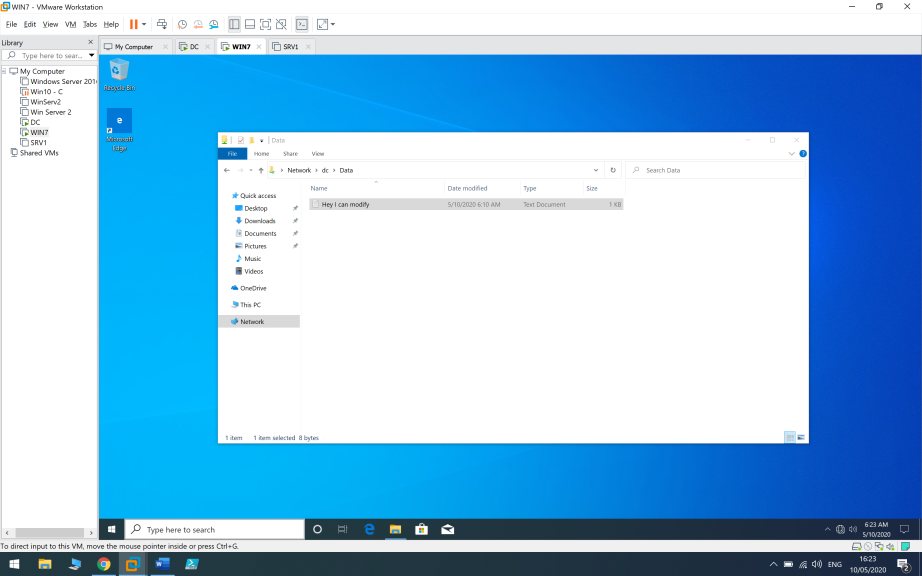 WIN7 - VMware Workstation
File Edit View VM Tabs Help
Library
Type here to sear...
My Computer
Windows Server 201
Win10 - C
WinServ2
Win Server 2
DC
WIN7
SRV1
Shared VMs
My Computer DC WIN7 SRV1
Recycle Bin
Microsoft
Edge
Data
File Home Share View
Network dc Data
Search Data
Name Date modified Type Size
Hey I can modify 5/10/2020 6:10 AM Text Document 1 KB
Quick access
Desktop
Downloads
Documents
Pictures
Music
Videos
OneDrive
This PC
Network
1 item 1 item selected 8 bytes
Type here to search
6:23 AM
5/10/2020
To direct input to this VM, move the mouse pointer inside or press Ctrl+G.
ENG
16:23
10/05/2020
2